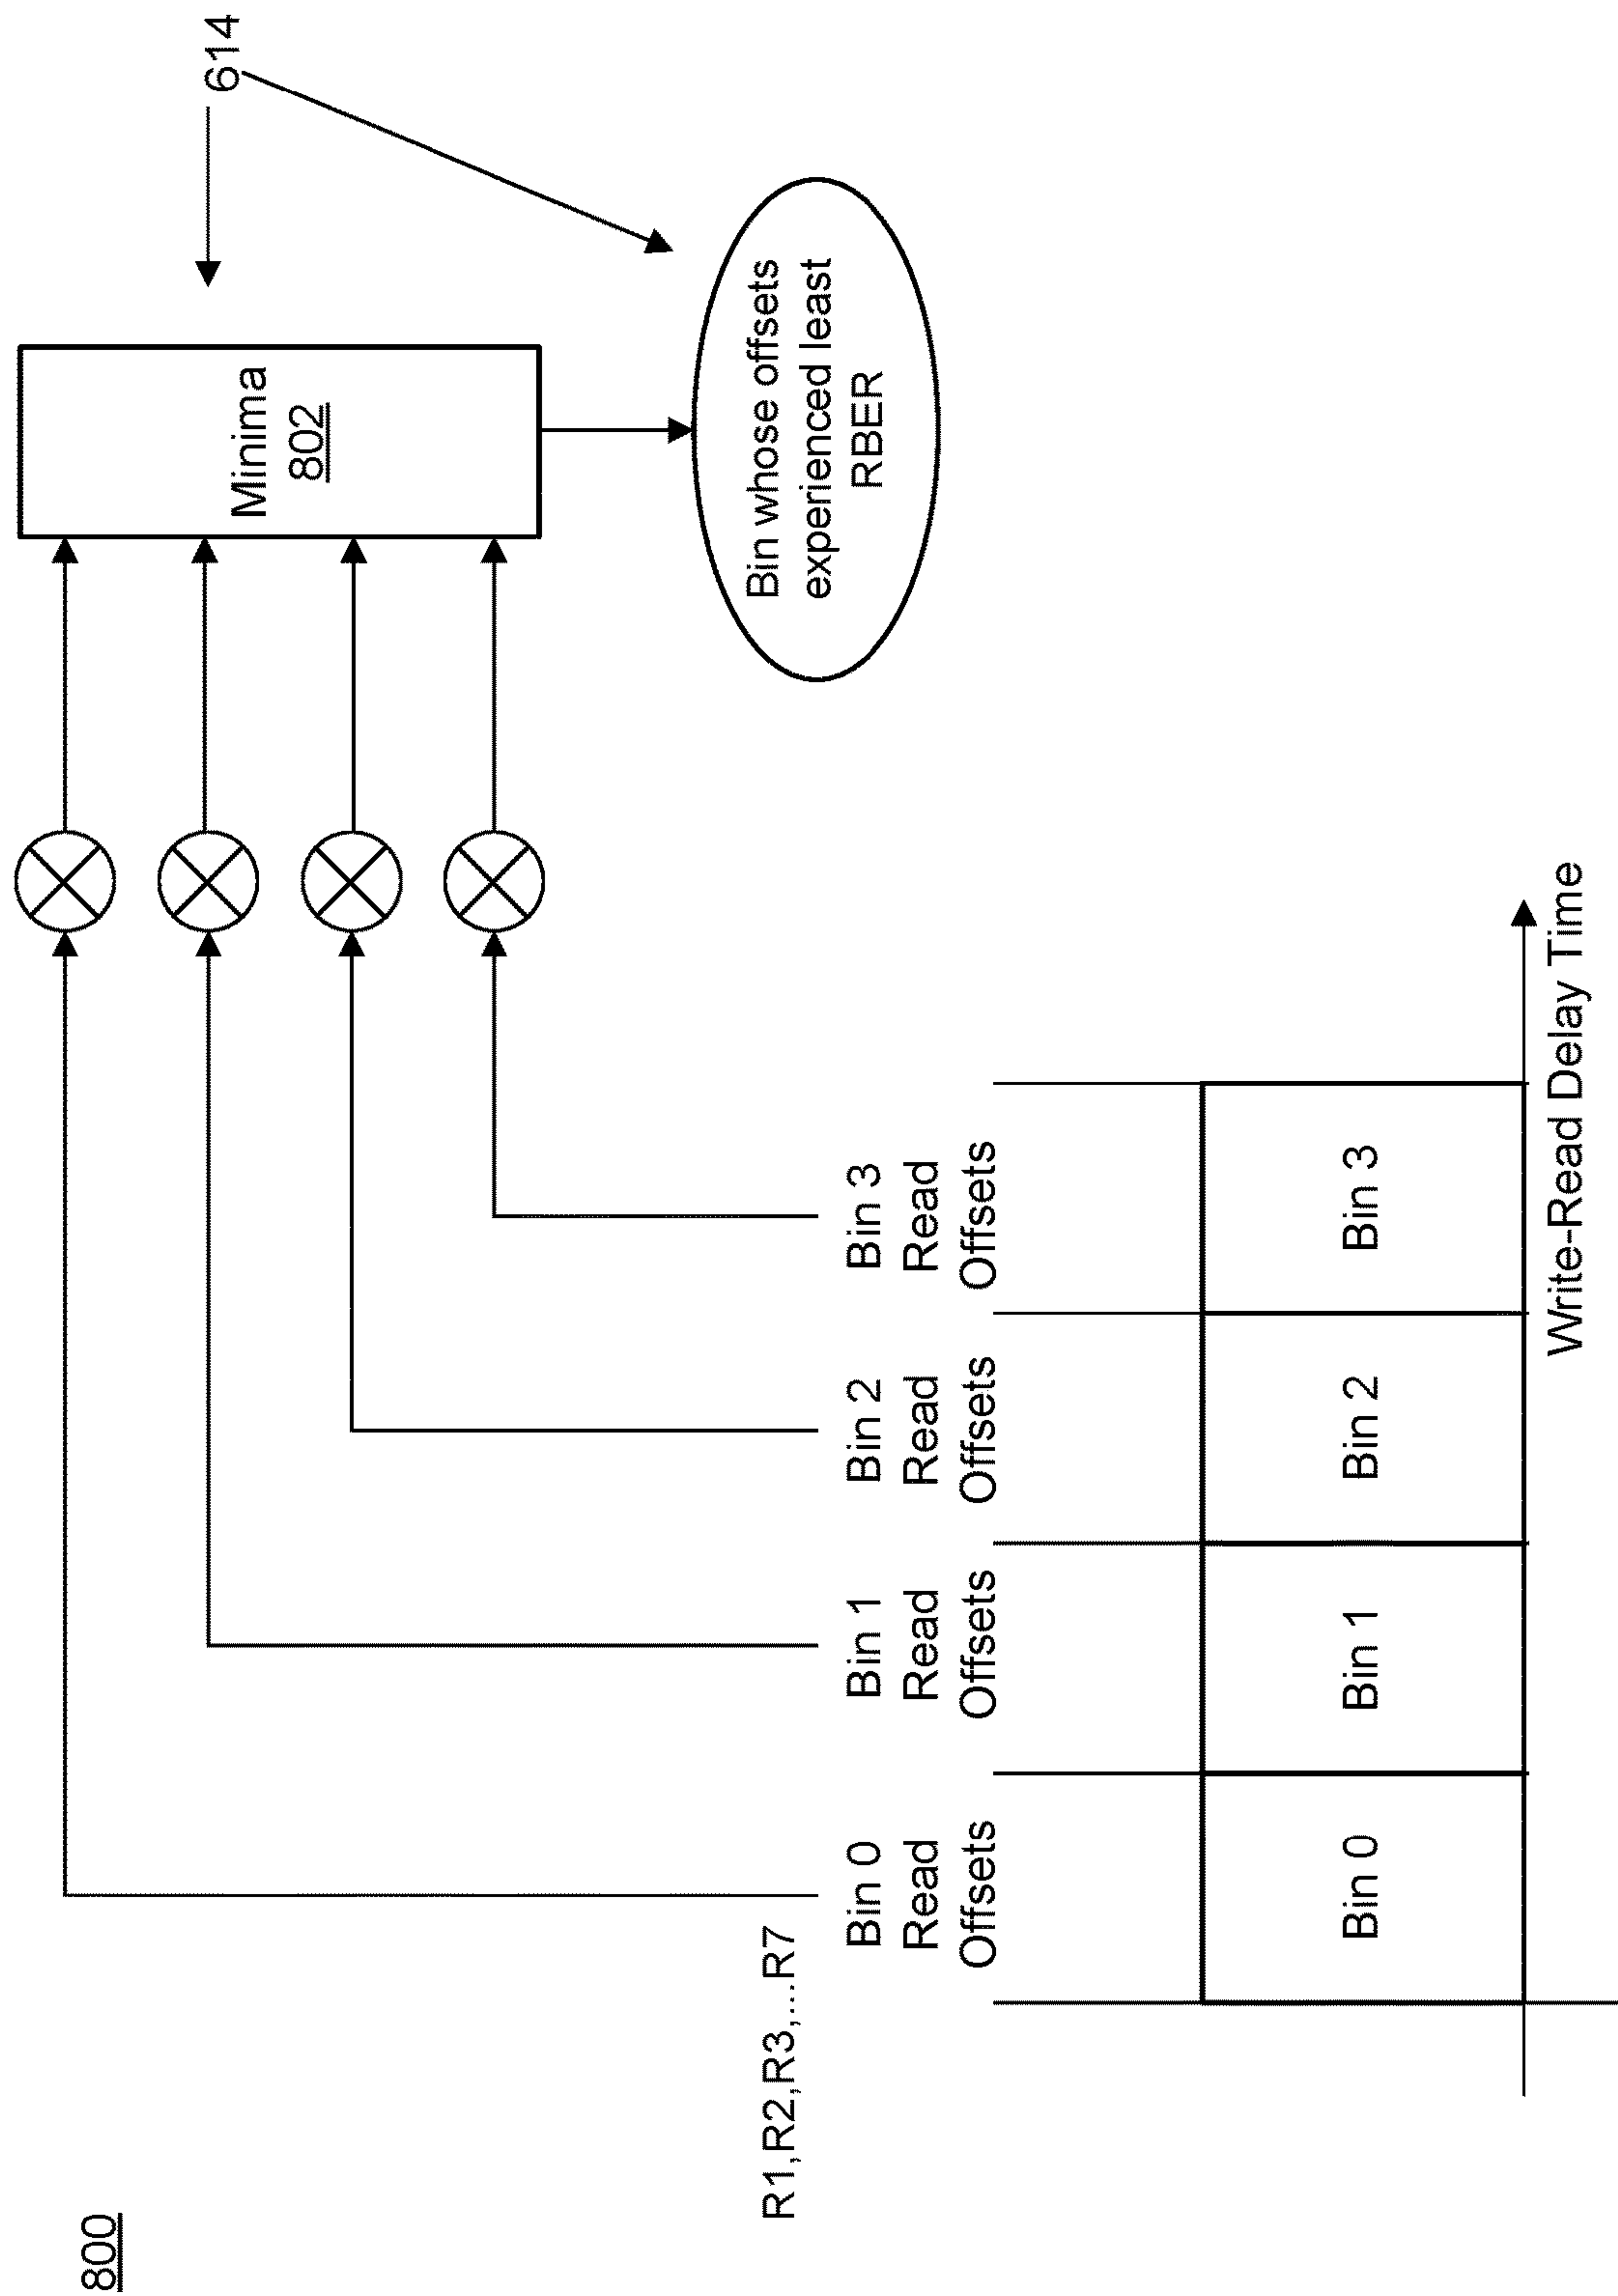 800
614
Minima
802
Bin whose offsets
experienced least
RBER
R1,R2,R3,...R7
Bin 0
Read
Offsets
Bin 1
Read
Offsets
Bin 2
Read
Offsets
Bin 3
Read
Offsets
Bin 0
Bin 1
Bin 2
Bin 3
Write-Read Delay Time